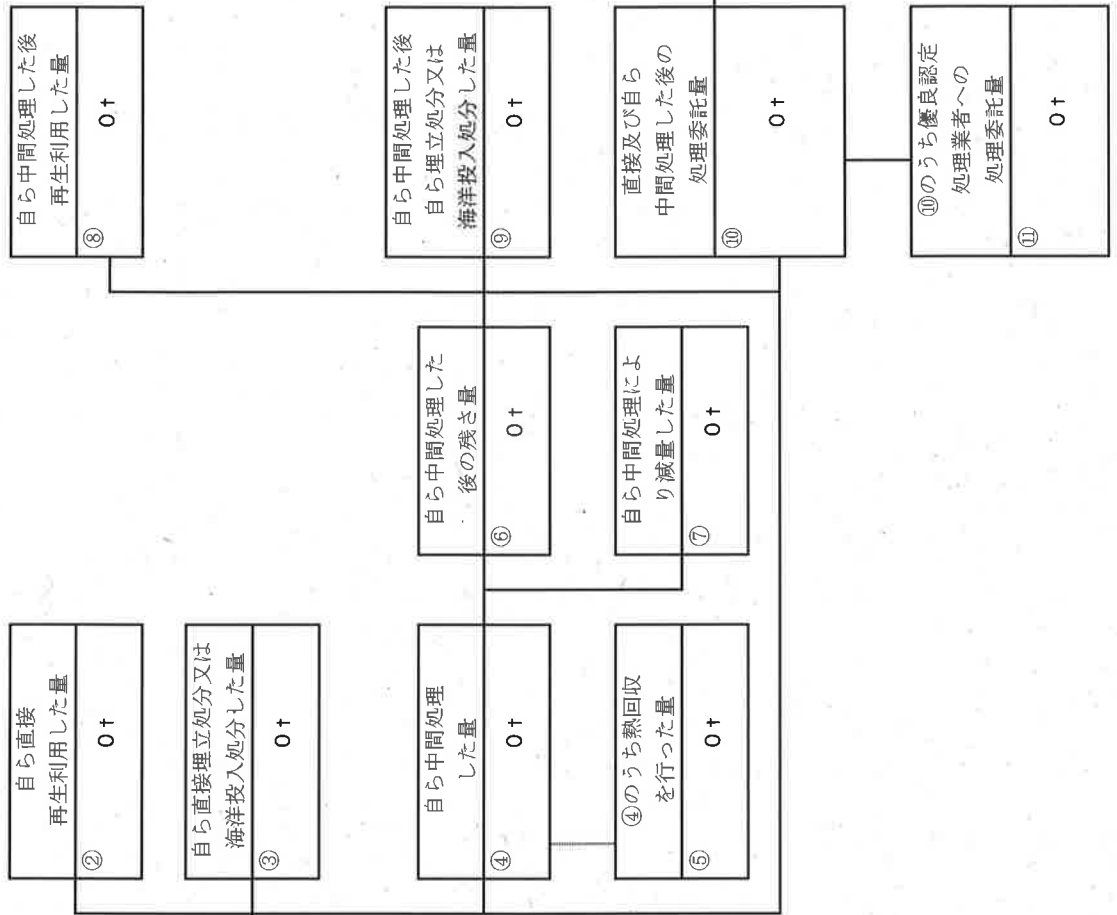 自ら直接
再生利用した量
②
0t
自ら直接埋立処分又は
海洋投入処分した量
③
0t
自ら中間処理
した量
④
0t
④のうち熱回収
を行った量
⑤
0t
自ら中間処理した
後の残さ量
⑥
0t
自ら中間処理によ
り減量した量
⑦
0t
自ら中間処理した後
再生利用した量
⑧
0t
自ら中間処理した後
自ら埋立処分又は
海洋投入処分した量
⑨
0t
直接及び自ら
中間処理した後の
処理委託量
⑩
0t
⑩のうち優良認定
処理業者への
処理委託量
⑪
0t